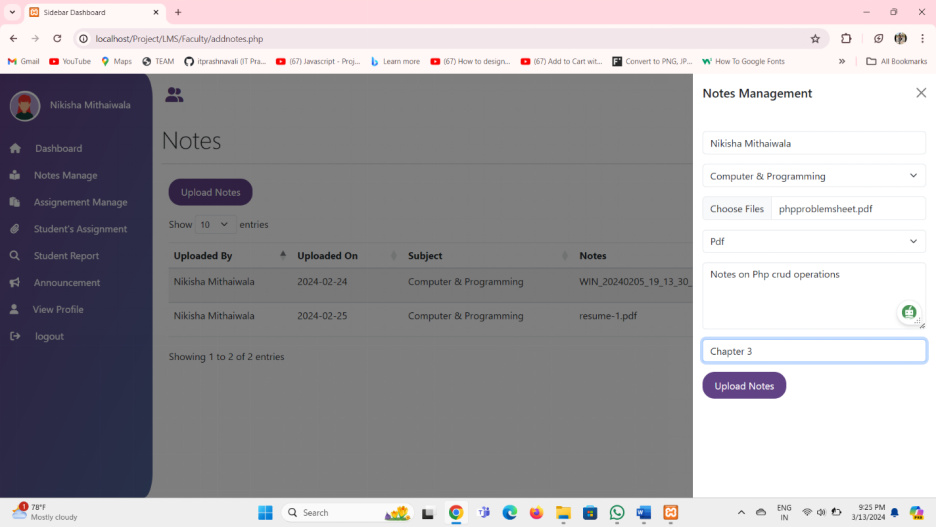 Sidebar Dashboard
localhost/Project/LMS/Faculty/addnotes.php
Gmail YouTube Maps TEAM itprashnavali (IT Pra... (67) Javascript - Proj... Learn more (67) How to design... (67) Add to Cart wit... Convert to PNG, JP... How To Google Fonts » All Bookmarks
Nikisha Mithaiwala
Dashboard
Notes Manage
Assignement Manage
Student's Assignment
Student Report
Announcement
View Profile
logout
Notes
Upload Notes
Show 10 entries
Uploaded By Uploaded On Subject Notes
Nikisha Mithaiwala 2024-02-24 Computer & Programming WIN_20240205_19_13_30_
Nikisha Mithaiwala 2024-02-25 Computer & Programming resume-1.pdf
Showing 1 to 2 of 2 entries
Notes Management
Nikisha Mithaiwala
Computer & Programming
Choose Files phpproblemsheet.pdf
Pdf
Notes on Php crud operations
Chapter 3
Upload Notes
1
78°F
Mostly cloudy
Search
ENG
IN
9:25 PM
3/13/2024